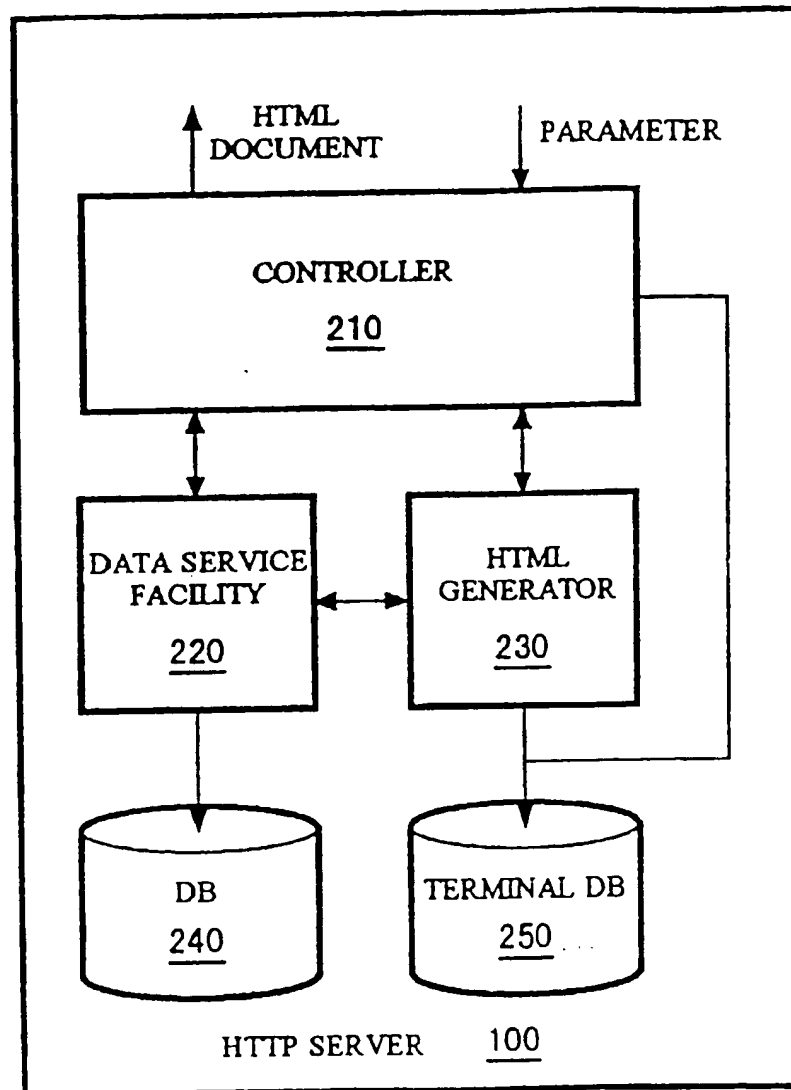 HTML
DOCUMENT
PARAMETER
CONTROLLER
210
DATA SERVICE
FACILITY
220
HTML
GENERATOR
230
DB
240
TERMINAL DB
250
HTTP SERVER 100